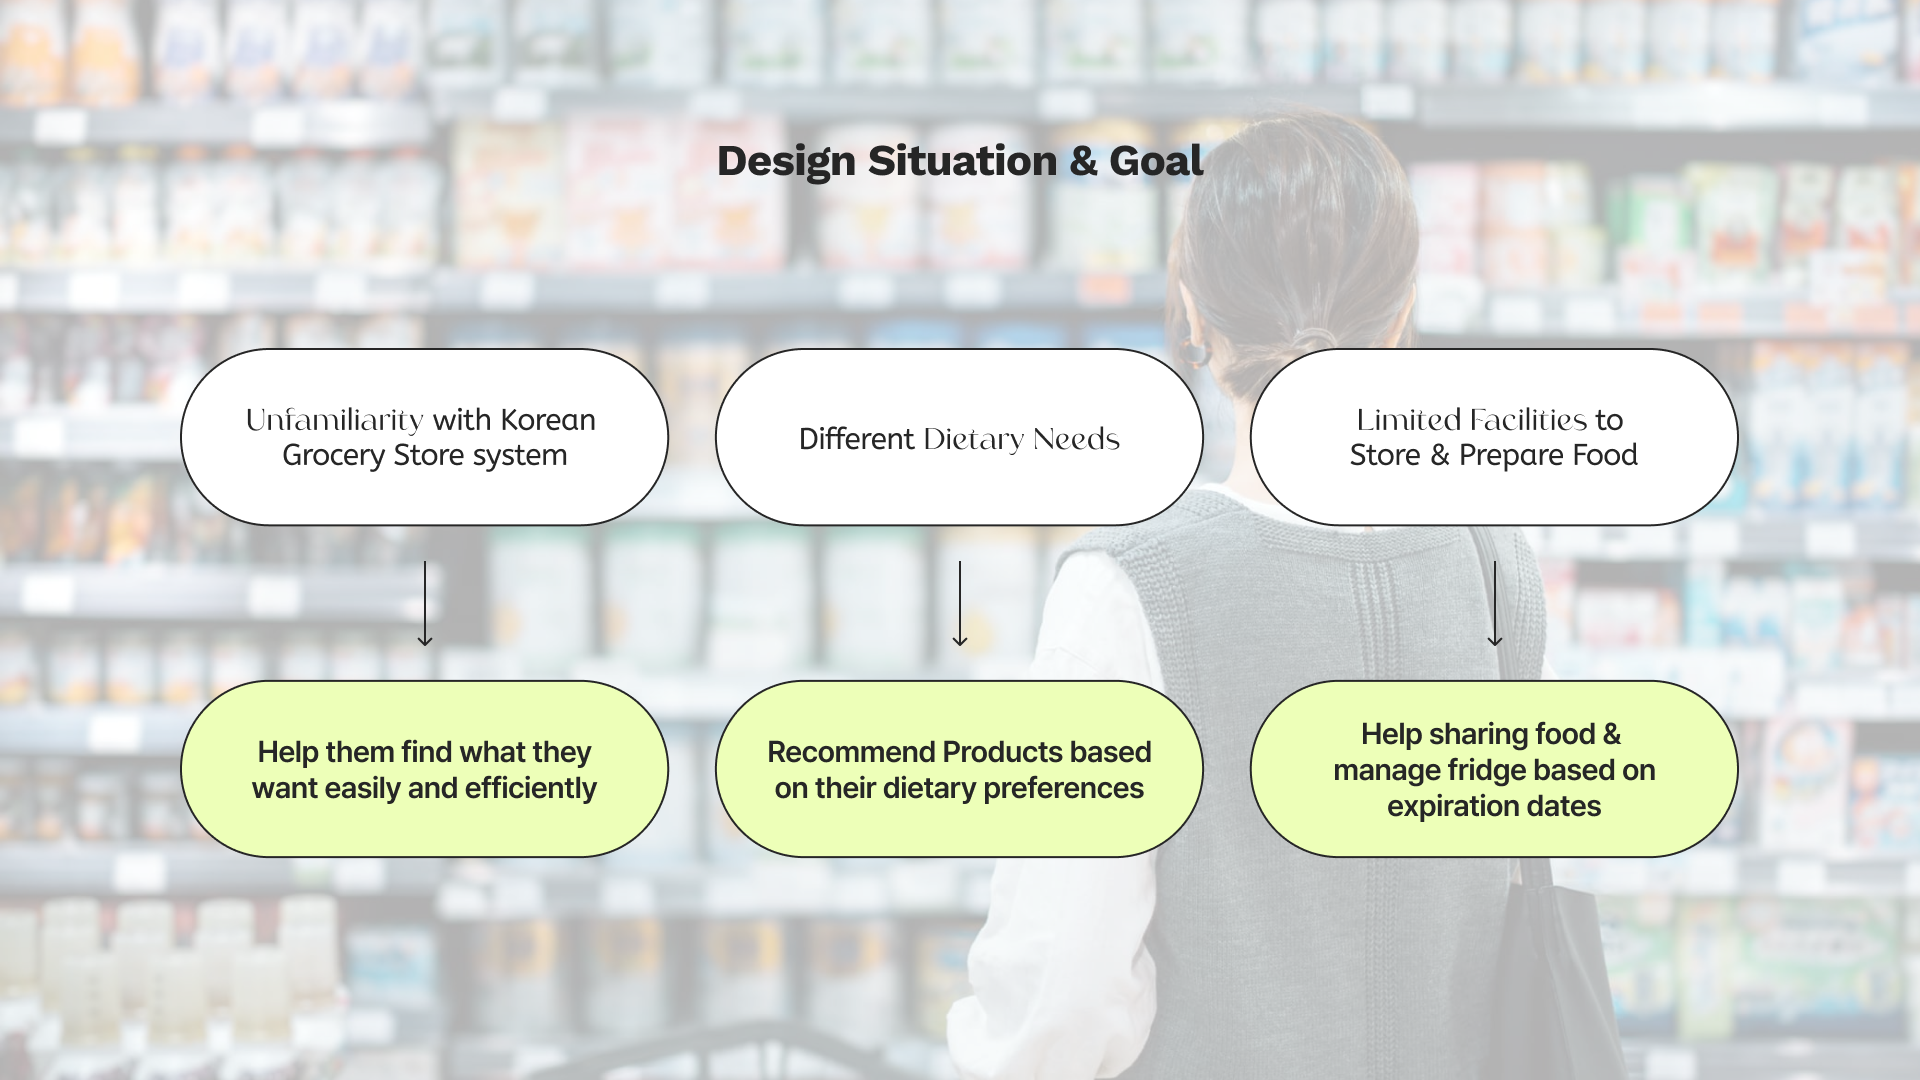 Design Situation & Goal
Unfamiliarity with Korean
Grocery Store system
Different Dietary Needs
Limited Facilities to
Store & Prepare Food
Help them find what they
want easily and efficiently
Recommend Products based
on their dietary preferences
Help sharing food &
manage fridge based on
expiration dates